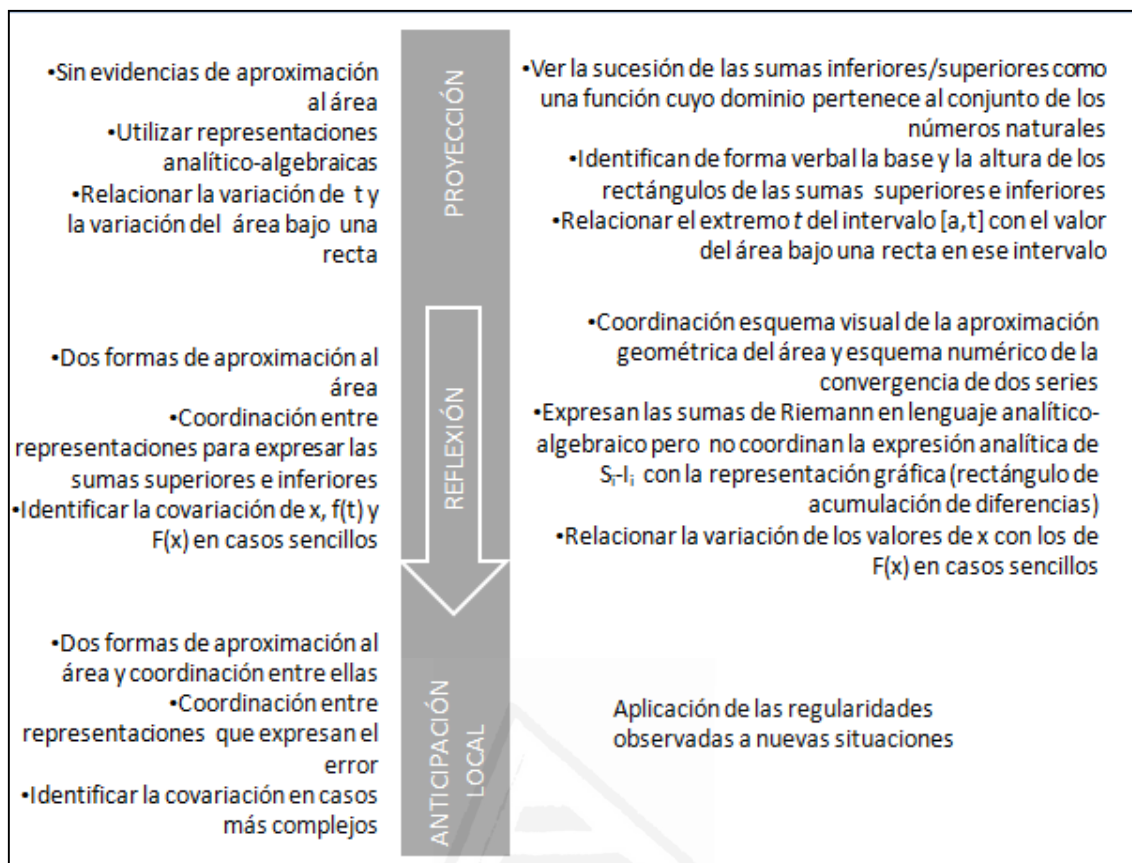 •Sin evidencias de aproximación
al área
•Utilizar representaciones
analítico-algebraicas
•Relacionar la variación de t y
la variación del área bajo una
recta
PROYECCIÓN
•Ver la sucesión de las sumas inferiores/superiores como
una función cuyo dominio pertenece al conjunto de los
números naturales
•Identifican de forma verbal la base y la altura de los
rectángulos de las sumas superiores e inferiores
•Relacionar el extremo t del intervalo [a,t] con el valor
del área bajo una recta en ese intervalo
•Dos formas de aproximación al
área
•Coordinación entre
representaciones para expresar las
sumas superiores e inferiores
•Identificar la covariación de x, f(t) y
F(x) en casos sencillos
REFLEXIÓN
•Coordinación esquema visual de la aproximación
geométrica del área y esquema numérico de la
convergencia de dos series
•Expresan las sumas de Riemann en lenguaje analítico-
algebraico pero no coordinan la expresión analítica de
Sᵢ-Iᵢ con la representación gráfica (rectángulo de
acumulación de diferencias)
•Relacionar la variación de los valores de x con los de
F(x) en casos sencillos
•Dos formas de aproximación al
área y coordinación entre ellas
•Coordinación entre
representaciones que expresan el
error
•Identificar la covariación en casos
más complejos
ANTICIPACIÓN
LOCAL
Aplicación de las regularidades
observadas a nuevas situaciones